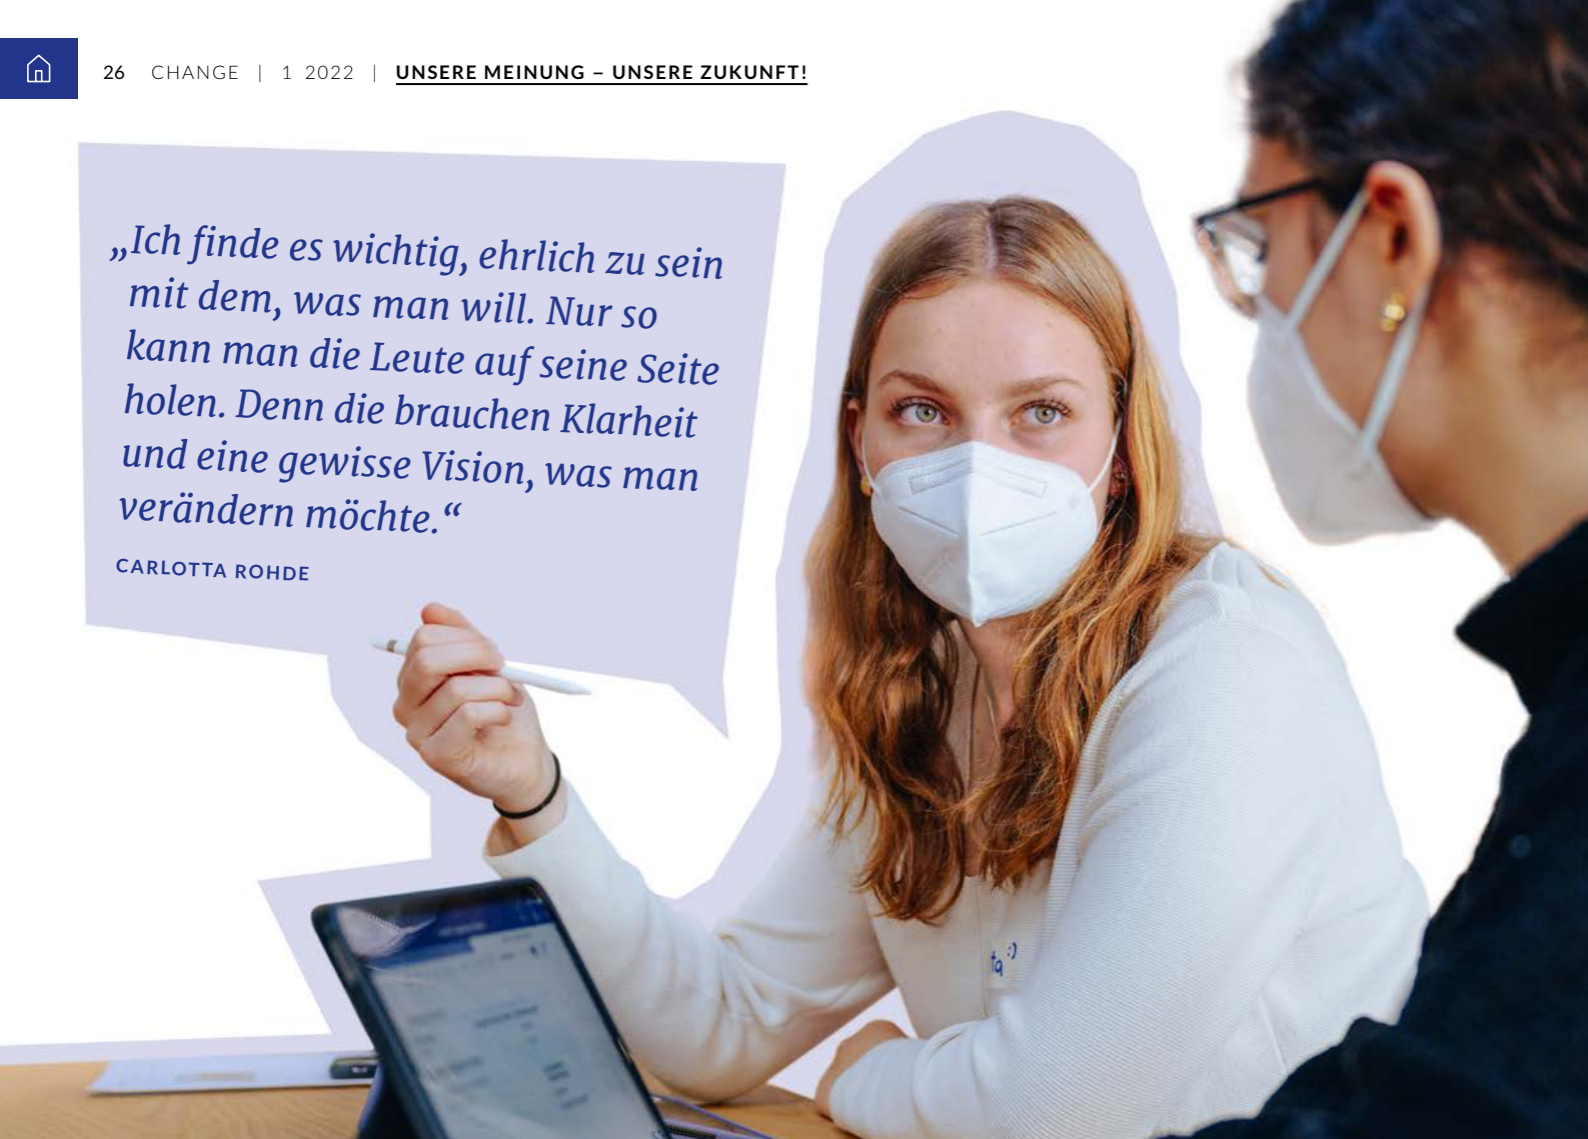 26 CHANGE | 1 2022 | UNSERE MEINUNG – UNSERE ZUKUNFT!
„Ich finde es wichtig, ehrlich zu sein
mit dem, was man will. Nur so
kann man die Leute auf seine Seite
holen. Denn die brauchen Klarheit
und eine gewisse Vision, was man
verändern möchte.“
CARLOTTA ROHDE
ta :)